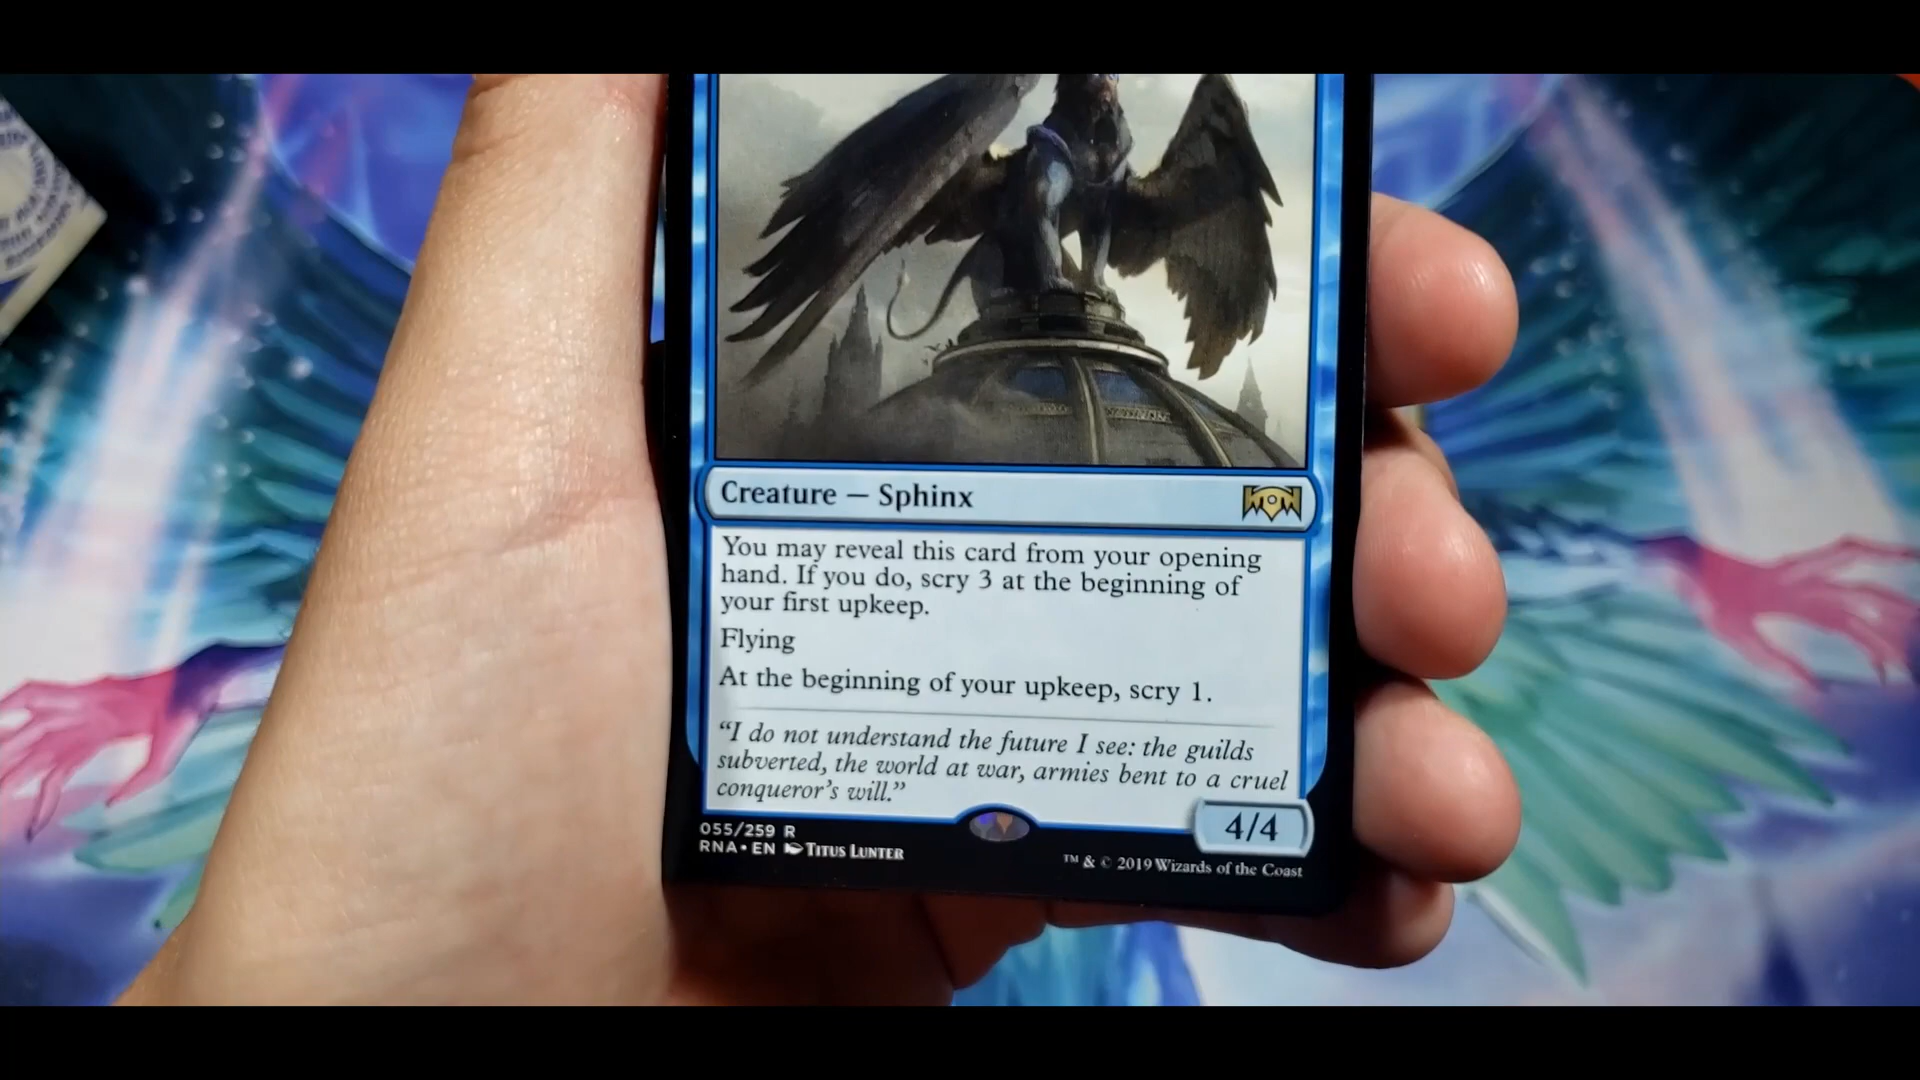 Creature — Sphinx
You may reveal this card from your opening
hand. If you do, scry 3 at the beginning of
your first upkeep.
Flying
At the beginning of your upkeep, scry 1.
“I do not understand the future I see: the guilds
subverted, the world at war, armies bent to a cruel
conqueror’s will.”
4/4
055/259 R
RNA • EN Titus Lunter
™ & © 2019 Wizards of the Coast